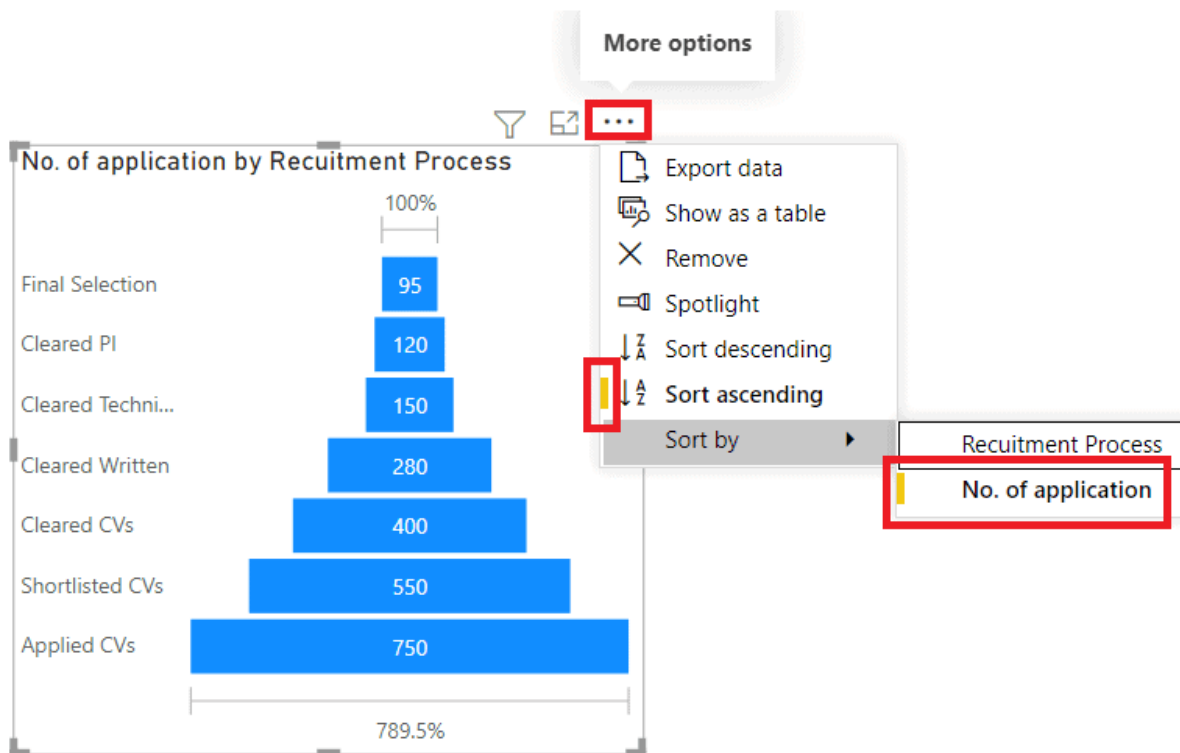 More options
No. of application by Recuitment Process
100%
Final Selection 95
Cleared PI 120
Cleared Techni... 150
Cleared Written 280
Cleared CVs 400
Shortlisted CVs 550
Applied CVs 750
789.5%
Export data
Show as a table
Remove
Spotlight
Sort descending
Sort ascending
Sort by
Recuitment Process
No. of application